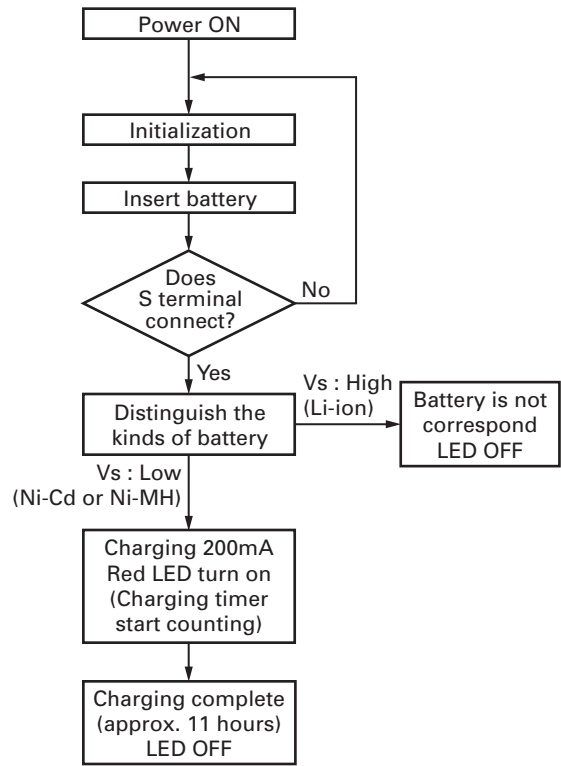 Power ON
Initialization
Insert battery
Does
S terminal
connect?
No
Yes
Distinguish the
kinds of battery
Vs : High
(Li-ion)
Battery is not
correspond
LED OFF
Vs : Low
(Ni-Cd or Ni-MH)
Charging 200mA
Red LED turn on
(Charging timer
start counting)
Charging complete
(approx. 11 hours)
LED OFF